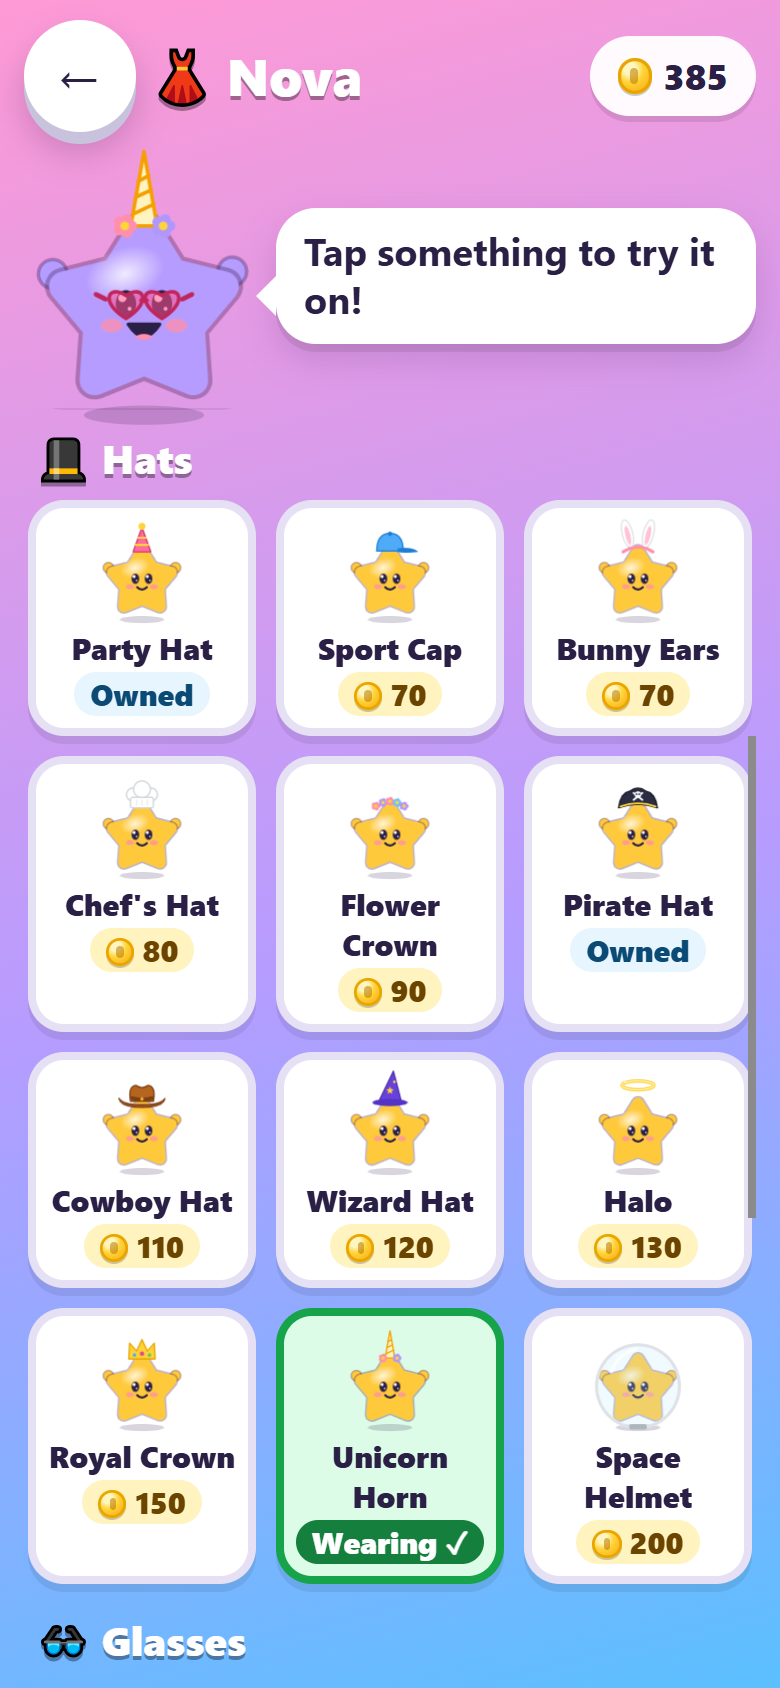 ←
Nova
385
Tap something to try it
on!
Hats
Party Hat
Owned
Sport Cap
70
Bunny Ears
70
Chef's Hat
80
Flower
Crown
90
Pirate Hat
Owned
Cowboy Hat
110
Wizard Hat
120
Halo
130
Royal Crown
150
Unicorn
Horn
Wearing ✓
Space
Helmet
200
Glasses